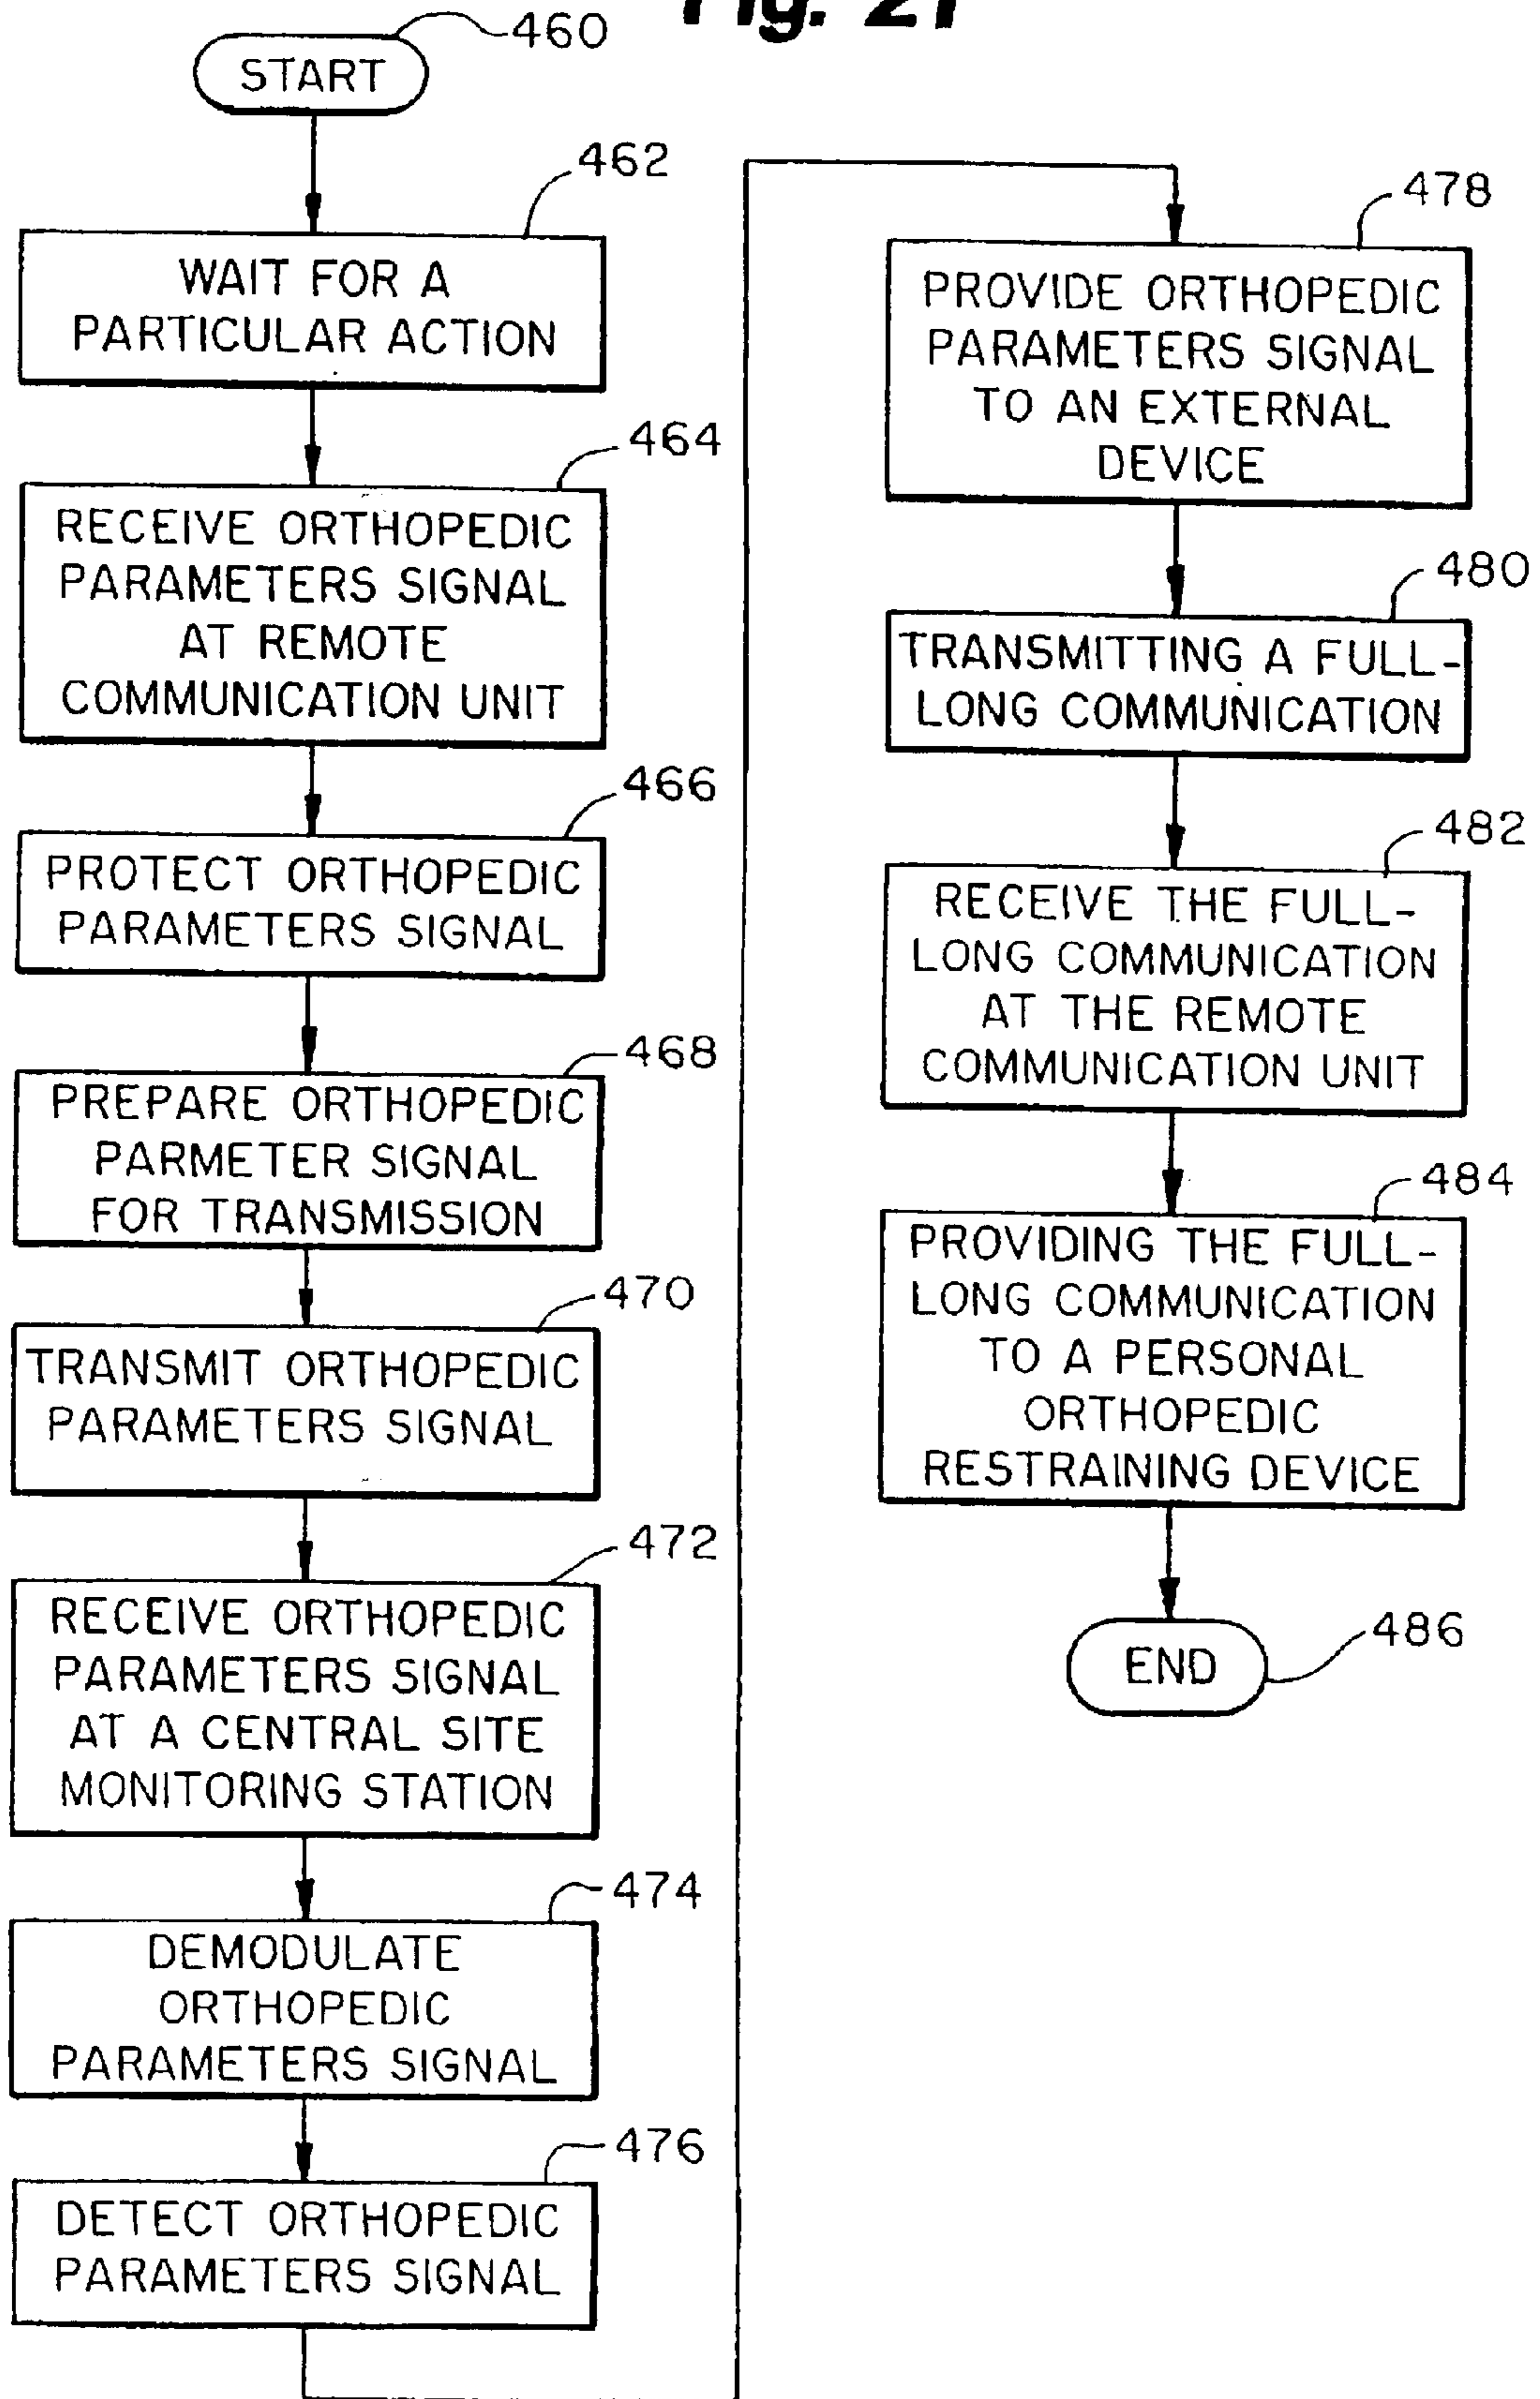 Fig. 21
460
START
462
WAIT FOR A
PARTICULAR ACTION
464
RECEIVE ORTHOPEDIC
PARAMETERS SIGNAL
AT REMOTE
COMMUNICATION UNIT
466
PROTECT ORTHOPEDIC
PARAMETERS SIGNAL
468
PREPARE ORTHOPEDIC
PARMETER SIGNAL
FOR TRANSMISSION
470
TRANSMIT ORTHOPEDIC
PARAMETERS SIGNAL
472
RECEIVE ORTHOPEDIC
PARAMETERS SIGNAL
AT A CENTRAL SITE
MONITORING STATION
474
DEMODULATE
ORTHOPEDIC
PARAMETERS SIGNAL
476
DETECT ORTHOPEDIC
PARAMETERS SIGNAL
478
PROVIDE ORTHOPEDIC
PARAMETERS SIGNAL
TO AN EXTERNAL
DEVICE
480
TRANSMITTING A FULL-
LONG COMMUNICATION
482
RECEIVE THE FULL-
LONG COMMUNICATION
AT THE REMOTE
COMMUNICATION UNIT
484
PROVIDING THE FULL-
LONG COMMUNICATION
TO A PERSONAL
ORTHOPEDIC
RESTRAINING DEVICE
END
486